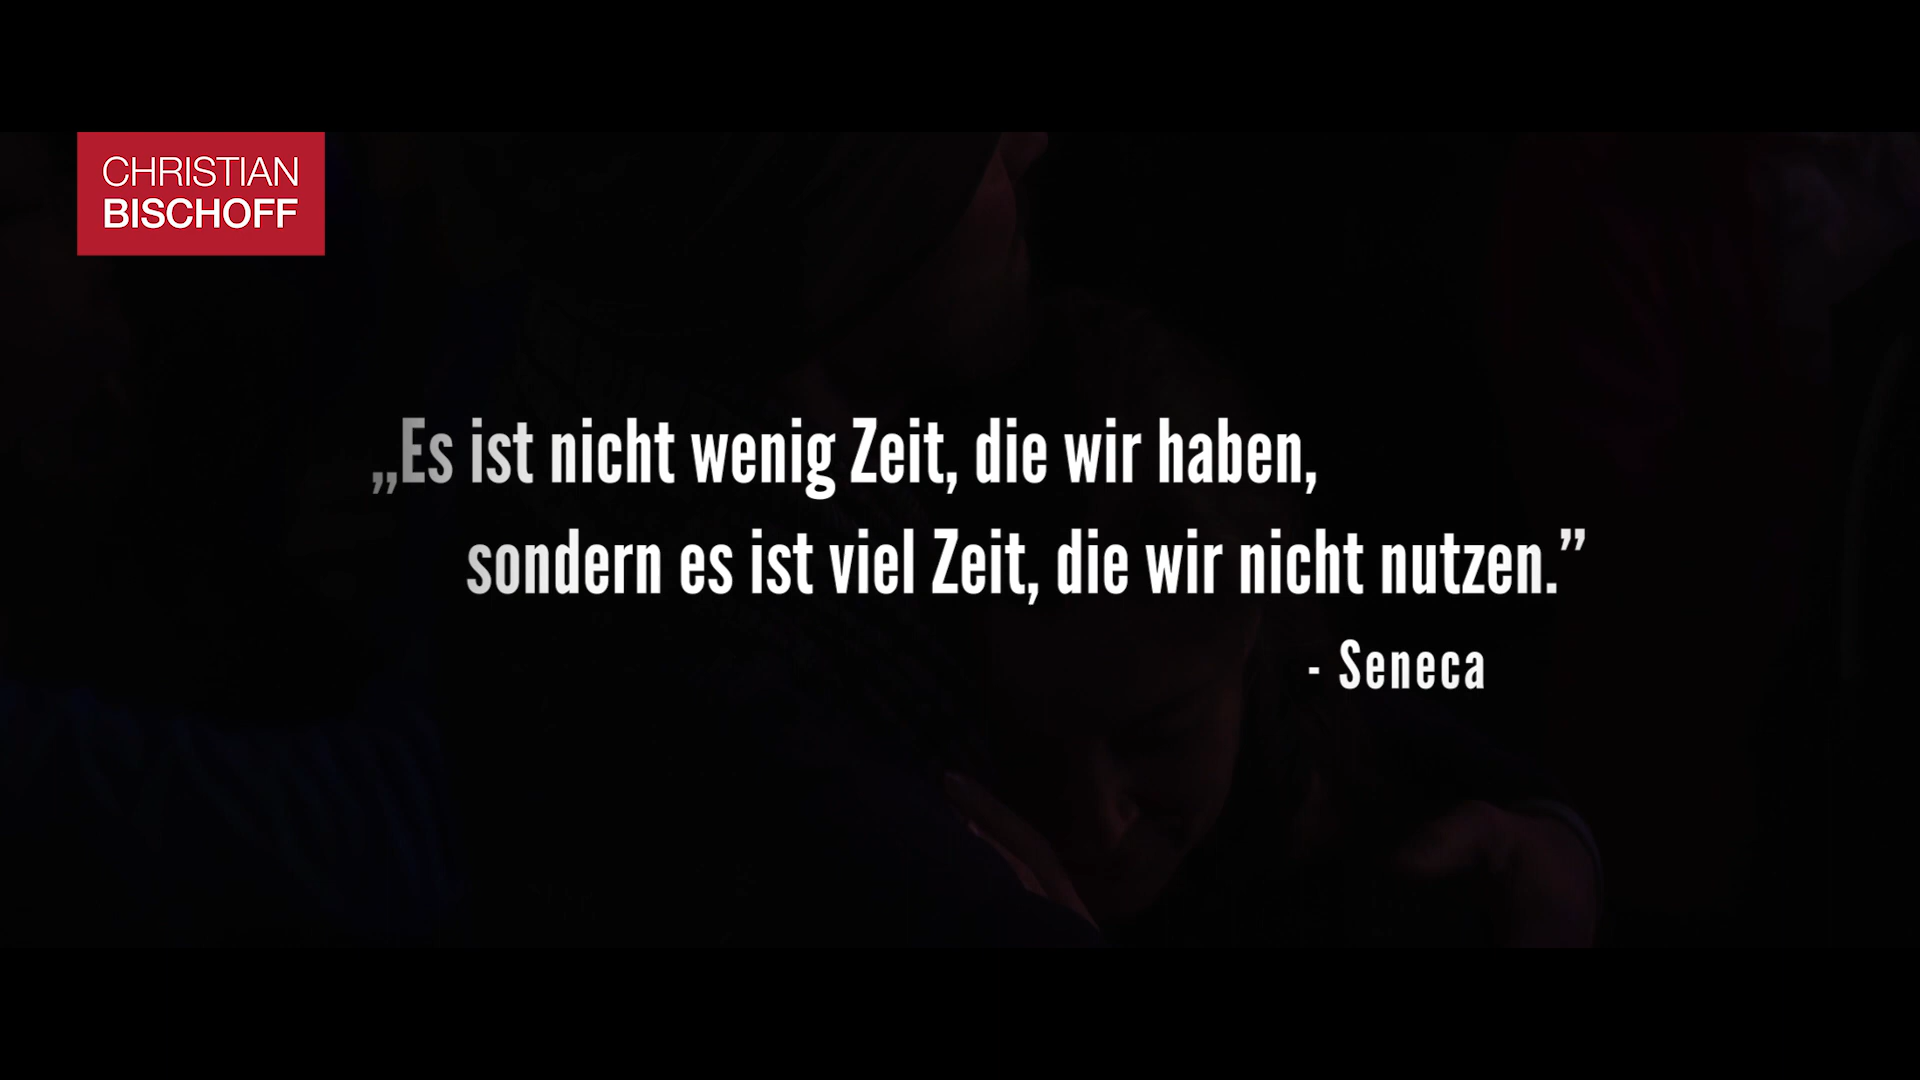 CHRISTIAN
BISCHOFF
„Es ist nicht wenig Zeit, die wir haben,
sondern es ist viel Zeit, die wir nicht nutzen.”
- Seneca